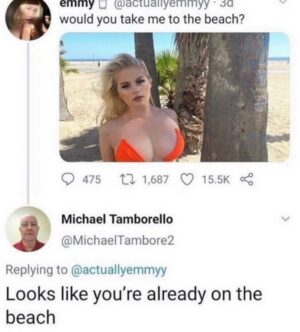 emmy @actuallyemmyy · 3d
would you take me to the beach?
475 1,687 15.5K
Michael Tamborello
@MichaelTambore2
Replying to @actuallyemmyy
Looks like you're already on the
beach